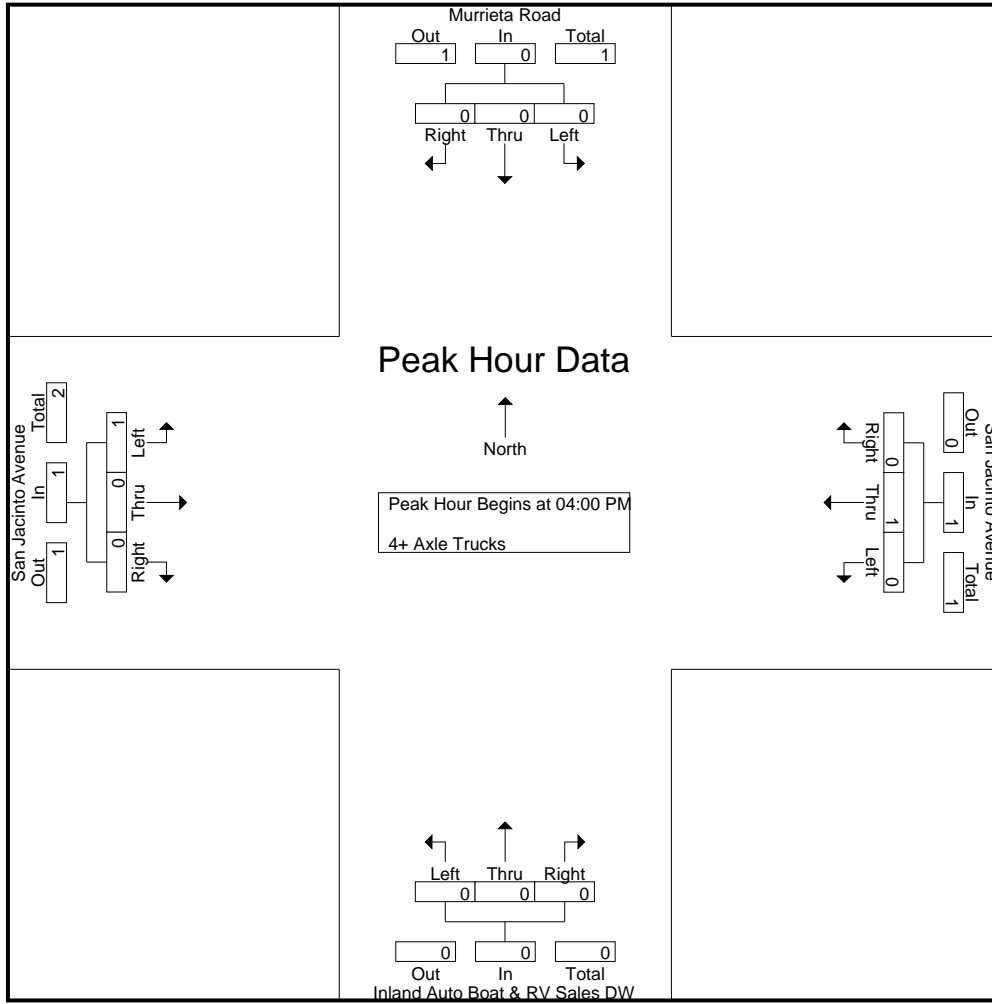 Murrieta Road
Out In Total
1 0 1
0 0 0
Right Thru Left
Peak Hour Data
North
Peak Hour Begins at 04:00 PM
4+ Axle Trucks
San Jacinto Avenue
Out In Total
1 1 2
Right Thru Left
0 0 1
San Jacinto Avenue
Out In Total
0 1 1
Right Thru Left
0 1 0
Left Thru Right
0 0 0
0 0 0
Out In Total
Inland Auto Boat & RV Sales DW